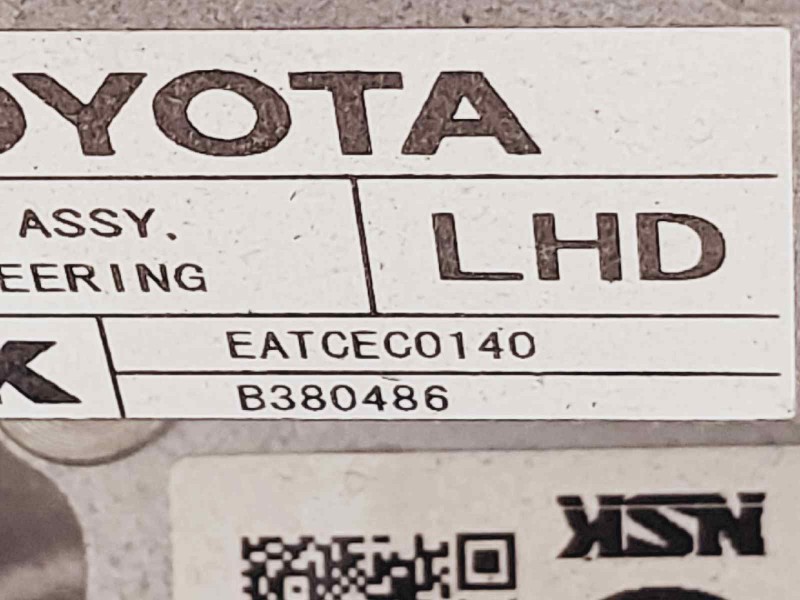 OYOTA
ASSY.
EERING
LHD
K
EATCEC0140
B380486
NSK